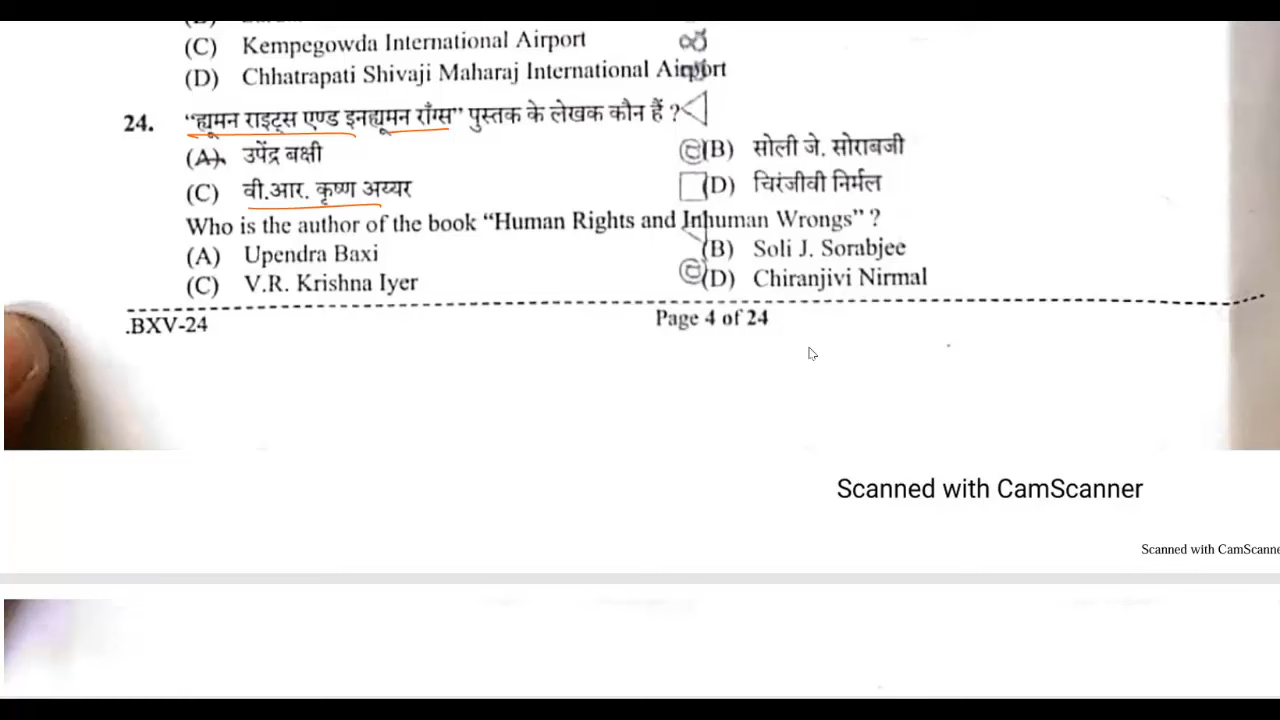 (C) Kempegowda International Airport
(D) Chhatrapati Shivaji Maharaj International Airport
24. “ह्यूमन राइट्स एण्ड इनह्यूमन राँग्स” पुस्तक के लेखक कौन हैं ?
(A) उपेंद्र बक्षी (B) सोली जे. सोराबजी
(C) वी.आर. कृष्ण अय्यर (D) चिरंजीवी निर्मल
Who is the author of the book “Human Rights and Inhuman Wrongs” ?
(A) Upendra Baxi (B) Soli J. Sorabjee
(C) V.R. Krishna Iyer (D) Chiranjivi Nirmal
.BXV-24 Page 4 of 24
Scanned with CamScanner
Scanned with CamScanne